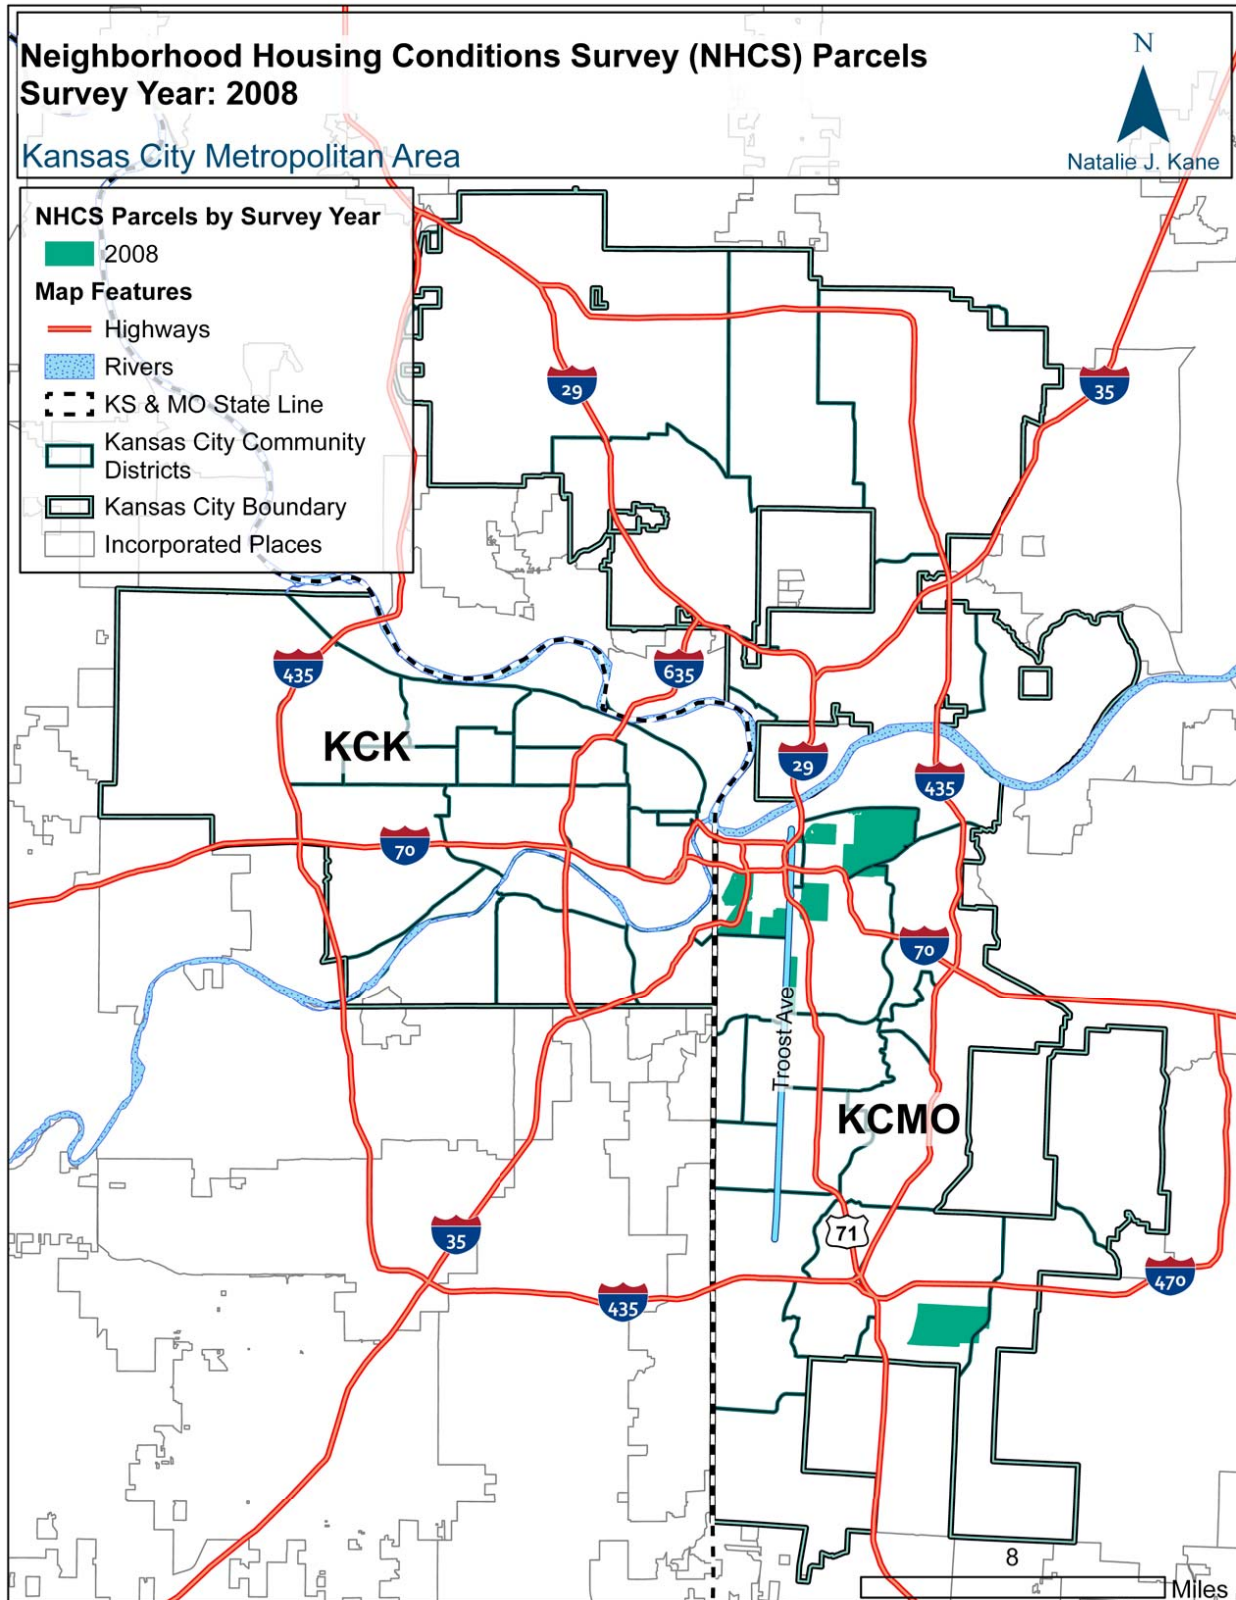 Neighborhood Housing Conditions Survey (NHCS) Parcels
Survey Year: 2008
Kansas City Metropolitan Area
N
Natalie J. Kane
NHCS Parcels by Survey Year
2008
Map Features
Highways
Rivers
KS & MO State Line
Kansas City Community
Districts
Kansas City Boundary
Incorporated Places
29
35
435
635
KCK
29
435
70
70
Troost Ave
KCMO
71
35
470
435
8
Miles